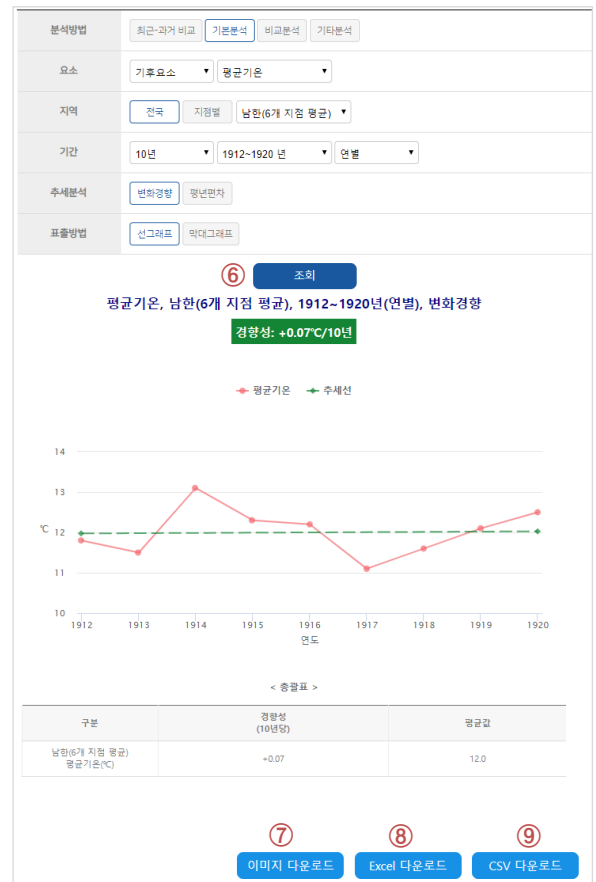 분석방법 최근-과거 비교 기본분석 비교분석 기타분석
요소 기후요소 ▼ 평균기온 ▼
지역 전국 지점별 남한(6개 지점 평균) ▼
기간 10년 ▼ 1912~1920 년 ▼ 연별 ▼
추세분석 변화경향 평년편차
표출방법 선그래프 막대그래프
⑥ 조회
평균기온, 남한(6개 지점 평균), 1912~1920년(연별), 변화경향
경향성: +0.07℃/10년
평균기온 추세선
14
13
℃ 12
11
10
1912 1913 1914 1915 1916 1917 1918 1919 1920
연도
< 총괄표 >
구분 경향성 평균값
(10년당)
남한(6개 지점 평균)
평균기온(℃) +0.07 12.0
⑦ ⑧ ⑨
이미지 다운로드 Excel 다운로드 CSV 다운로드